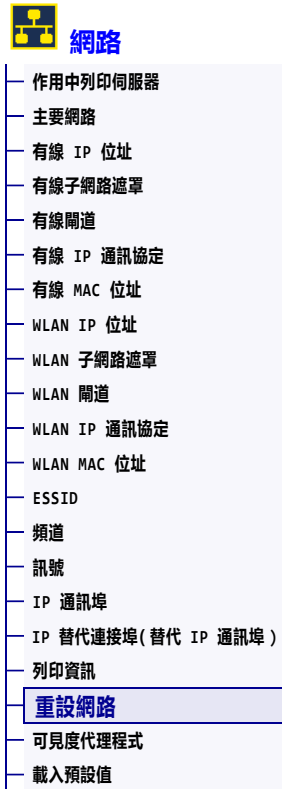 網路
作用中列印伺服器
主要網路
有線 IP 位址
有線子網路遮罩
有線閘道
有線 IP 通訊協定
有線 MAC 位址
WLAN IP 位址
WLAN 子網路遮罩
WLAN 閘道
WLAN IP 通訊協定
WLAN MAC 位址
ESSID
頻道
訊號
IP 通訊埠
IP 替代連接埠(替代 IP 通訊埠)
列印資訊
重設網路
可見度代理程式
載入預設值